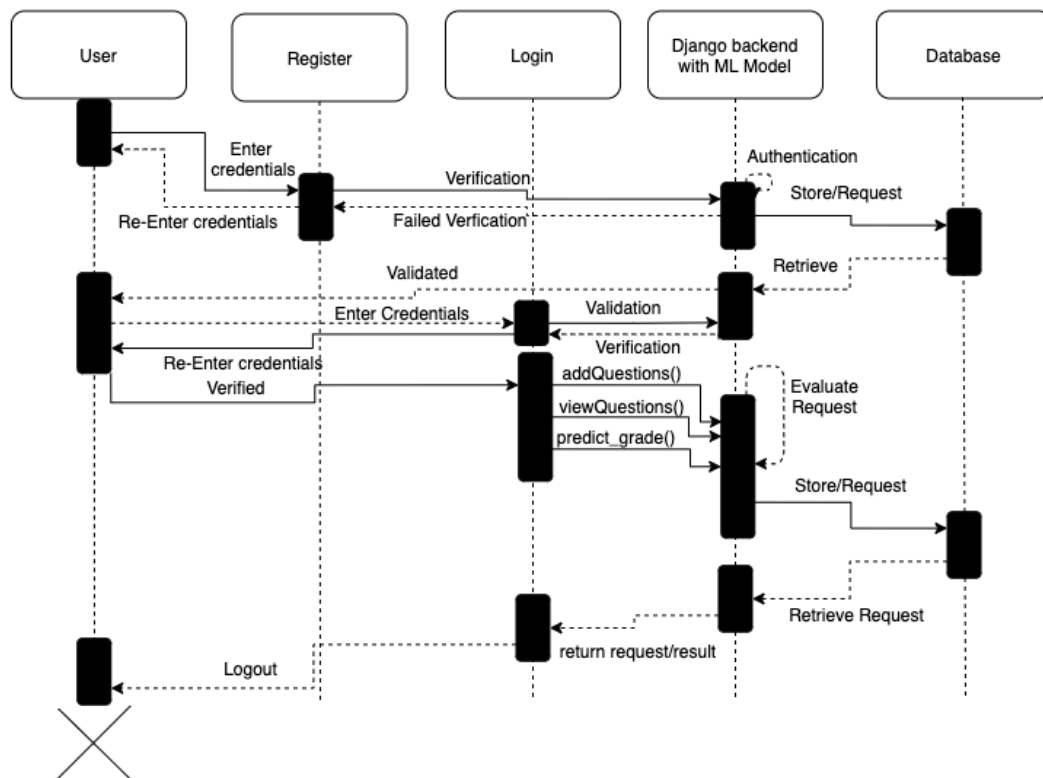 User
Register
Login
Django backend
with ML Model
Database
Enter
credentials
Verification
Authentication
Store/Request
Re-Enter credentials
Failed Verfication
Retrieve
Validated
Enter Credentials
Validation
Verification
Re-Enter credentials
Verified
addQuestions()
Evaluate
Request
viewQuestions()
predict_grade()
Store/Request
Retrieve Request
return request/result
Logout